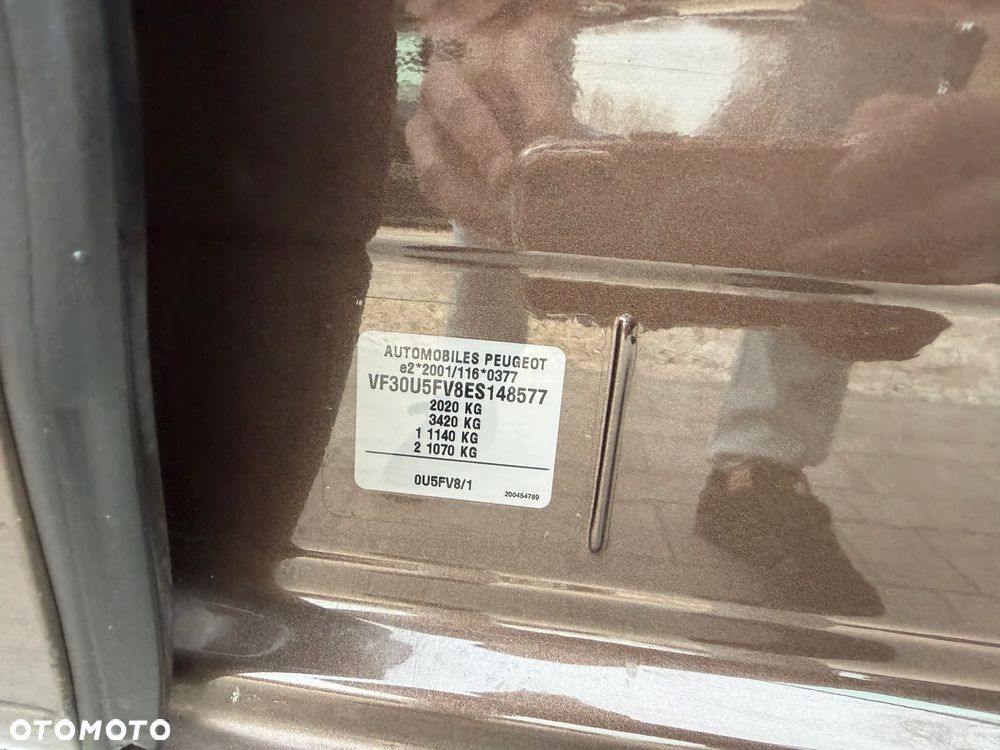 AUTOMOBILES PEUGEOT
e2*2001/116*0377
VF30U5FV8ES148577
2020 KG
3420 KG
1 1140 KG
2 1070 KG
0U5FV8/1
200454789
OTOMOTO